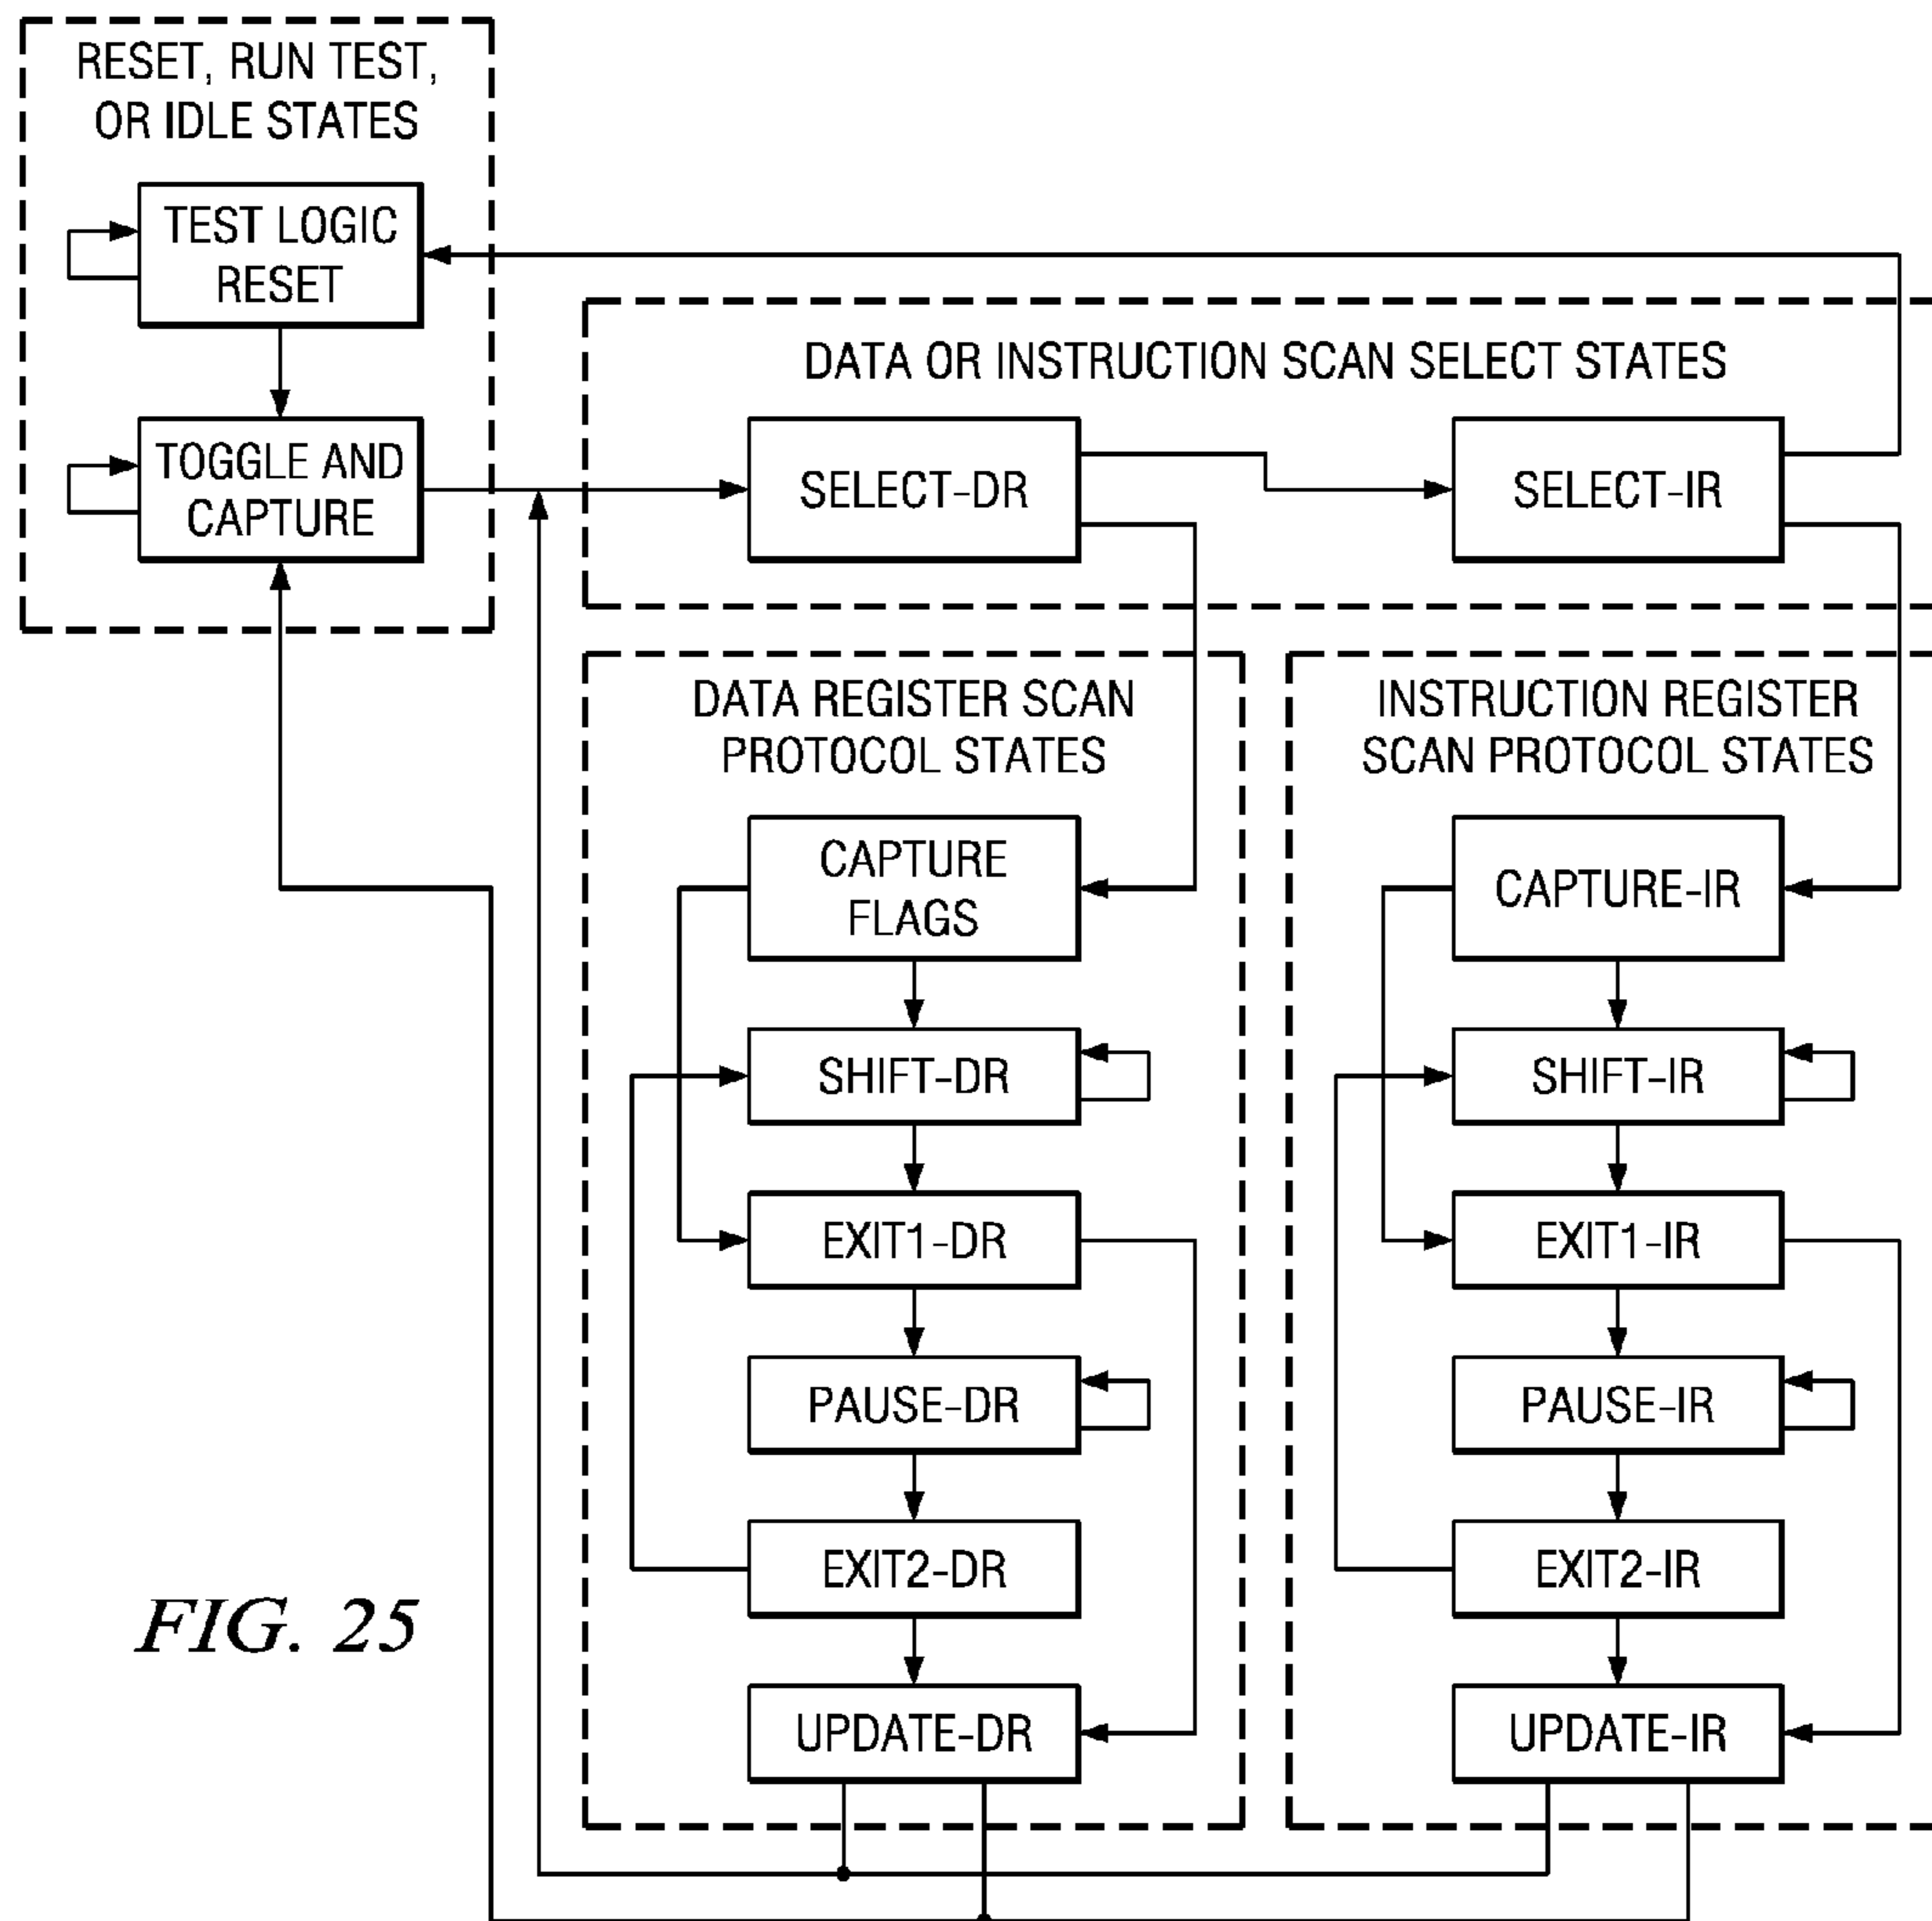 RESET, RUN TEST,
OR IDLE STATES
TEST LOGIC
RESET
TOGGLE AND
CAPTURE
DATA OR INSTRUCTION SCAN SELECT STATES
SELECT-DR
SELECT-IR
DATA REGISTER SCAN
PROTOCOL STATES
CAPTURE
FLAGS
SHIFT-DR
EXIT1-DR
PAUSE-DR
EXIT2-DR
UPDATE-DR
INSTRUCTION REGISTER
SCAN PROTOCOL STATES
CAPTURE-IR
SHIFT-IR
EXIT1-IR
PAUSE-IR
EXIT2-IR
UPDATE-IR
FIG. 25